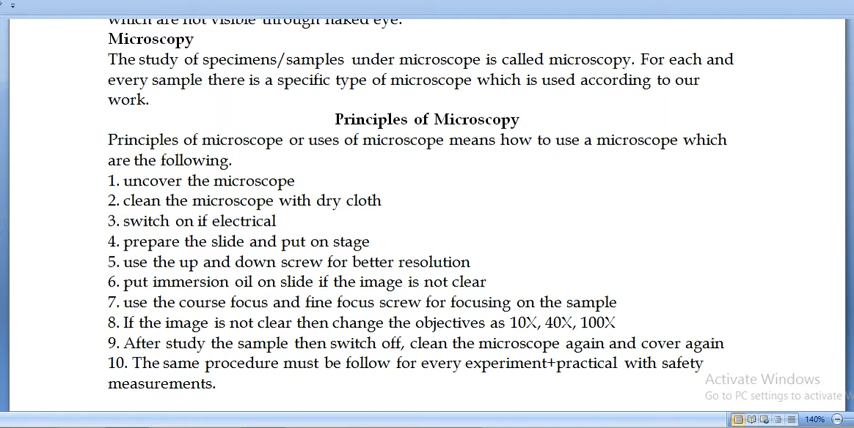 which are not visible through naked eye.
Microscopy
The study of specimens/samples under microscope is called microscopy. For each and
every sample there is a specific type of microscope which is used according to our
work.
Principles of Microscopy
Principles of microscope or uses of microscope means how to use a microscope which
are the following.
1. uncover the microscope
2. clean the microscope with dry cloth
3. switch on if electrical
4. prepare the slide and put on stage
5. use the up and down screw for better resolution
6. put immersion oil on slide if the image is not clear
7. use the course focus and fine focus screw for focusing on the sample
8. If the image is not clear then change the objectives as 10X, 40X, 100X
9. After study the sample then switch off, clean the microscope again and cover again
10. The same procedure must be follow for every experiment+practical with safety
measurements.
Activate Windows
Go to PC settings to activate W
140%